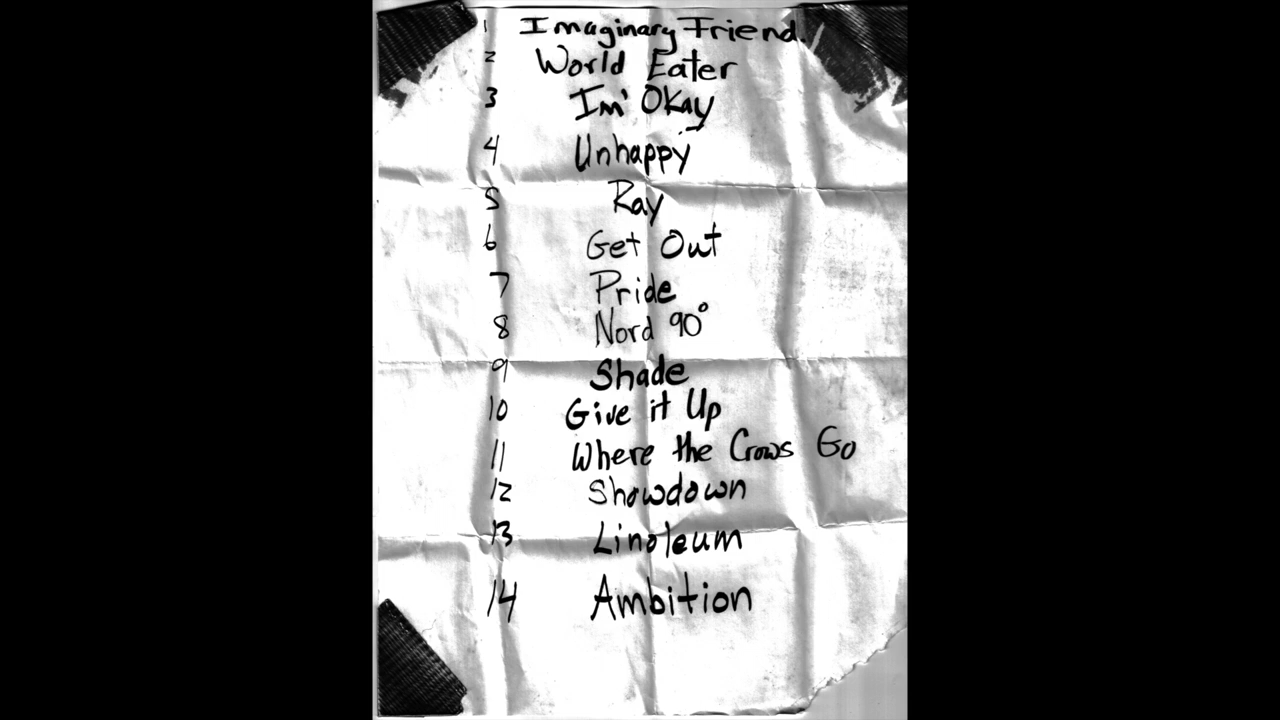 1 Imaginary Friend.
2 World Eater
3 Im' Okay
4 Unhappy
5 Ray
6 Get Out
7 Pride
8 Nord 90°
9 Shade
10 Give it Up
11 Where the Crows Go
12 Showdown
13 Linoleum
14 Ambition